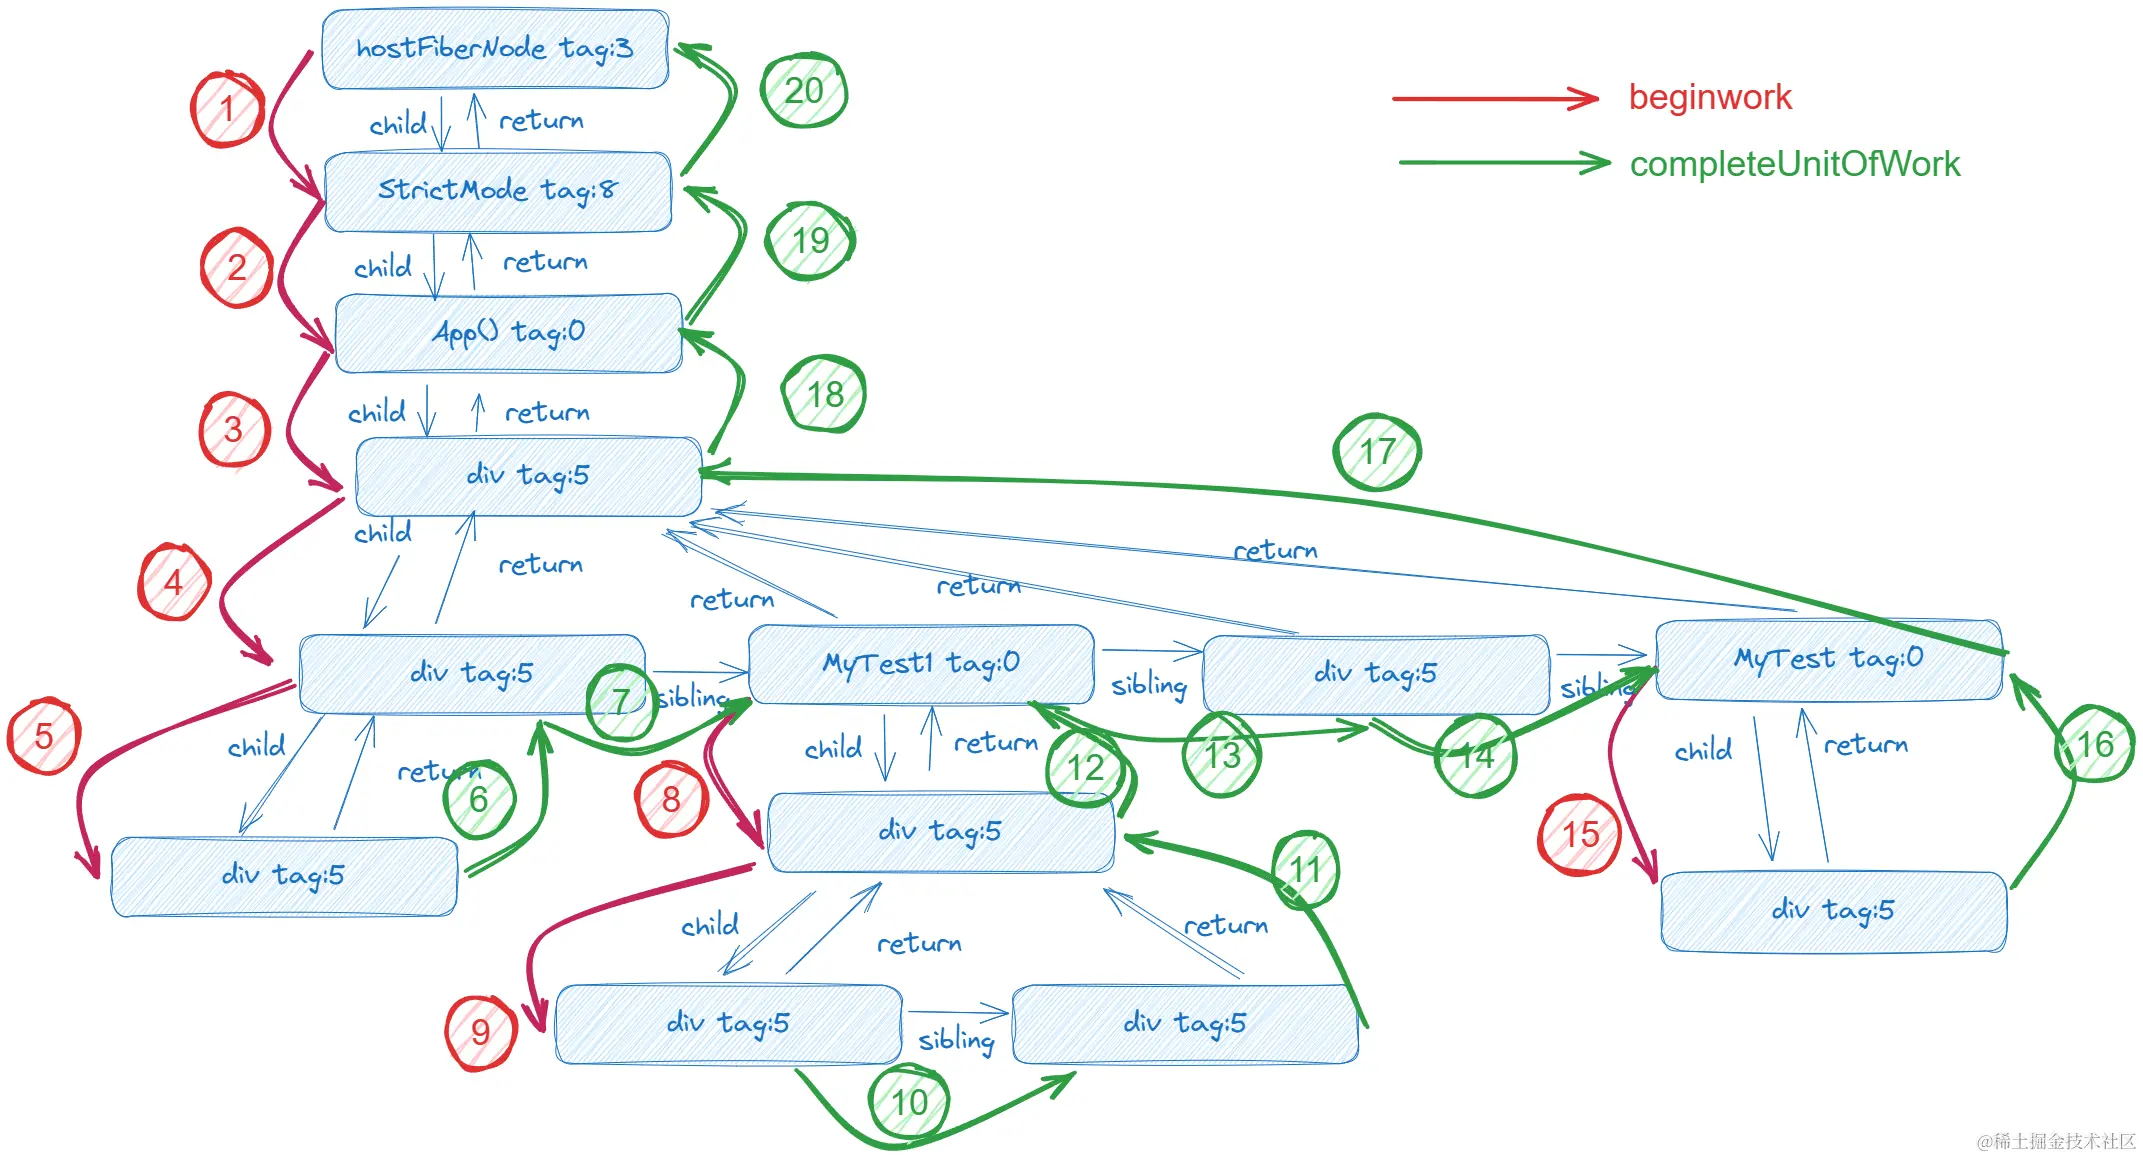 hostFiberNode tag:3
20
beginwork
1
child
return
completeUnitOfWork
StrictMode tag:8
19
2
child
return
App() tag:0
18
3
child
return
17
div tag:5
child
return
return
return
return
4
div tag:5
7
sibling
MyTest1 tag:0
sibling
div tag:5
sibling
MyTest tag:0
5
child
return
6
8
child
return
12
13
14
child
return
16
div tag:5
div tag:5
11
15
div tag:5
child
return
return
9
div tag:5
sibling
div tag:5
10
@稀土掘金技术社区